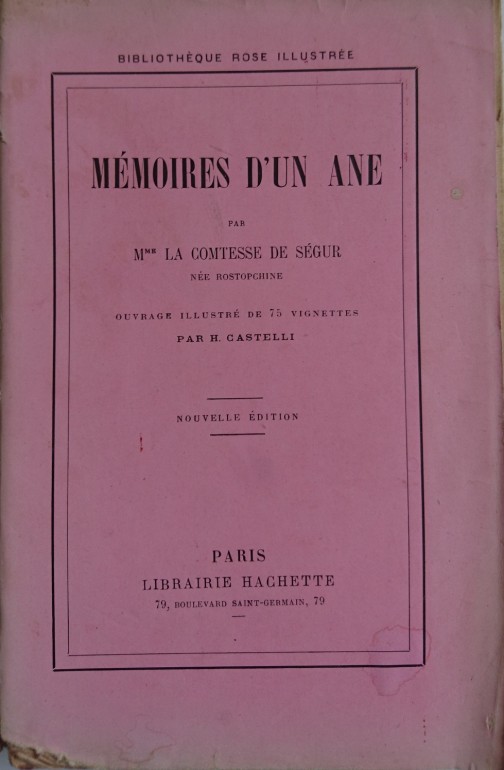 BIBLIOTHÈQUE ROSE ILLUSTRÉE
MÉMOIRES D'UN ANE
PAR
MME LA COMTESSE DE SÉGUR
NÉE ROSTOPCHINE
OUVRAGE ILLUSTRÉ DE 75 VIGNETTES
PAR H. CASTELLI
NOUVELLE ÉDITION
PARIS
LIBRAIRIE HACHETTE
79, BOULEVARD SAINT-GERMAIN, 79